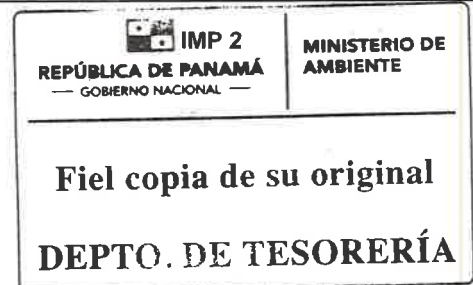 IMP 2
REPÚBLICA DE PANAMÁ
— GOBIERNO NACIONAL —
MINISTERIO DE
AMBIENTE
Fiel copia de su original
DEPTO. DE TESORERÍA